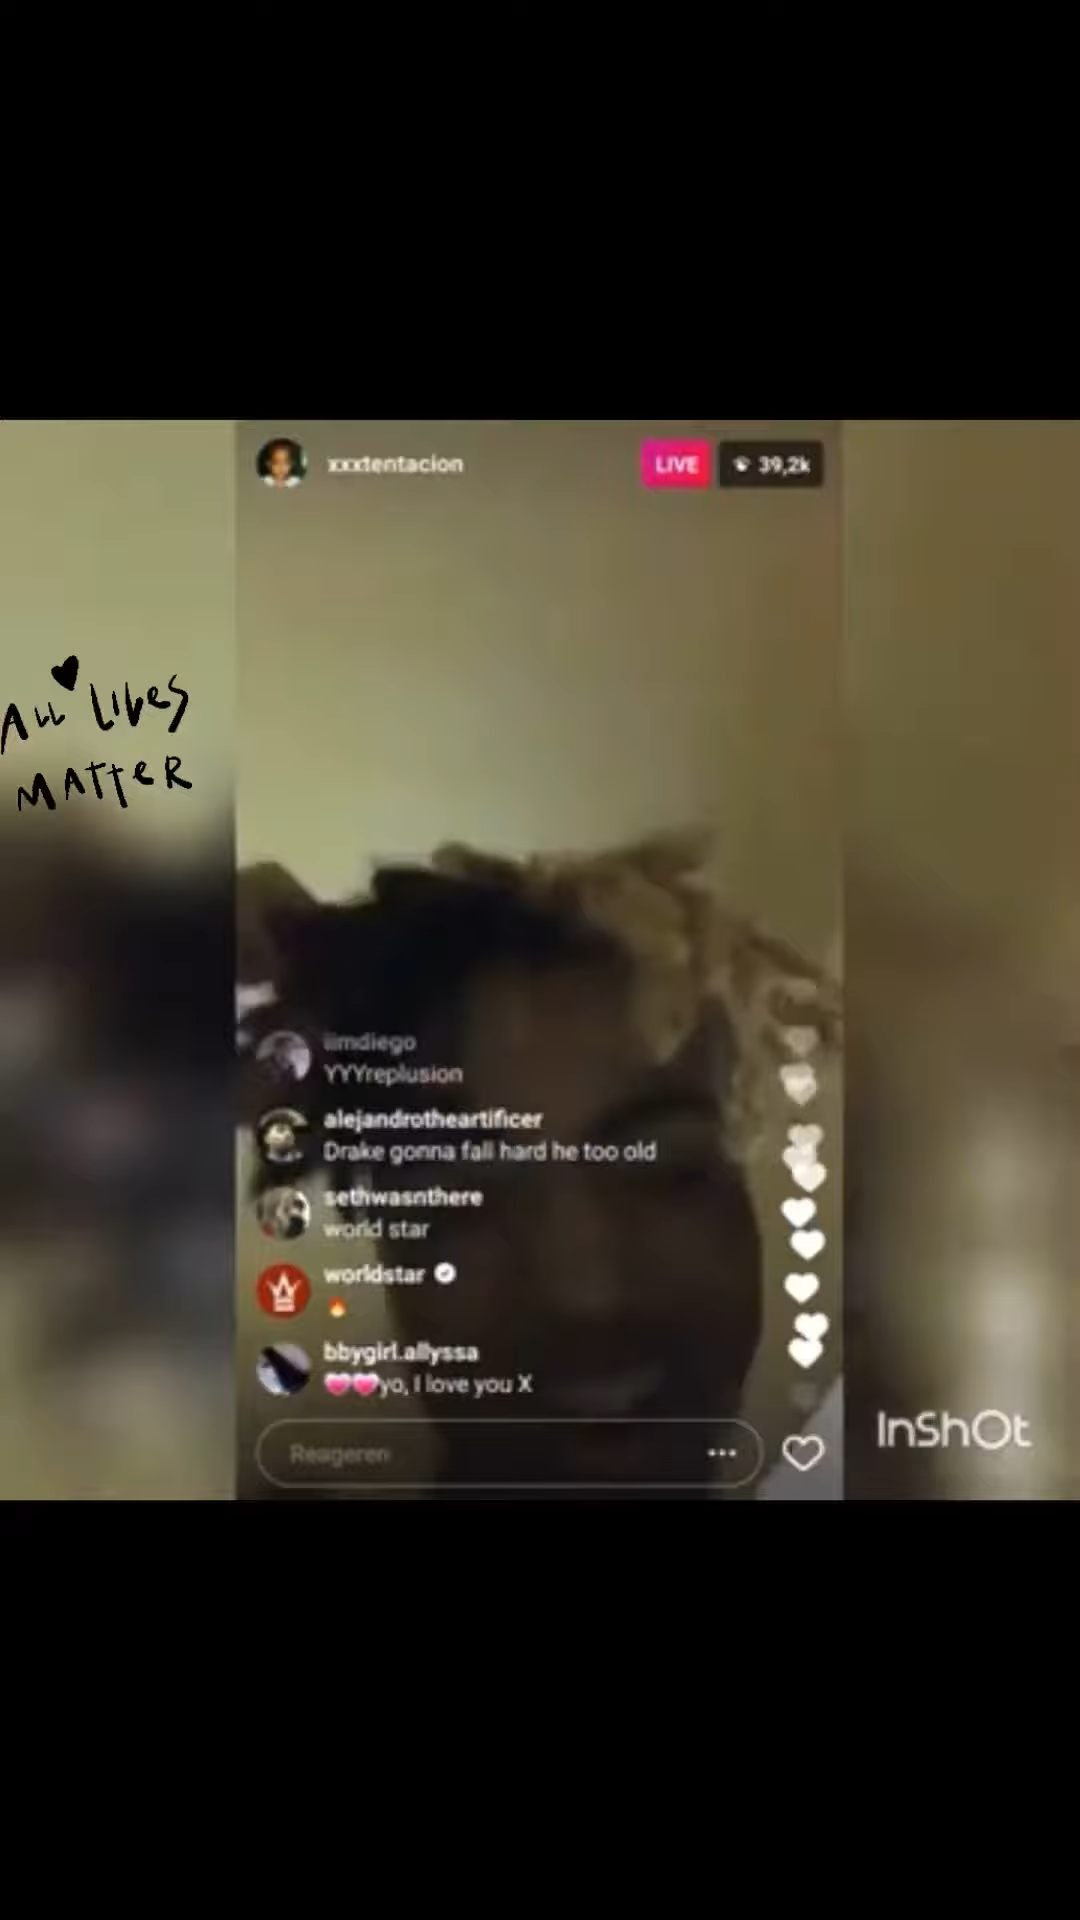 xxxtentacion
LIVE
39,2k
ALL LIVES
MATTER
iimdiego
YYYreplusion
alejandrotheartificer
Drake gonna fall hard he too old
sethwasnthere
world star
worldstar
bbygirl.allyssa
yo, I love you X
Reageren
InShOt